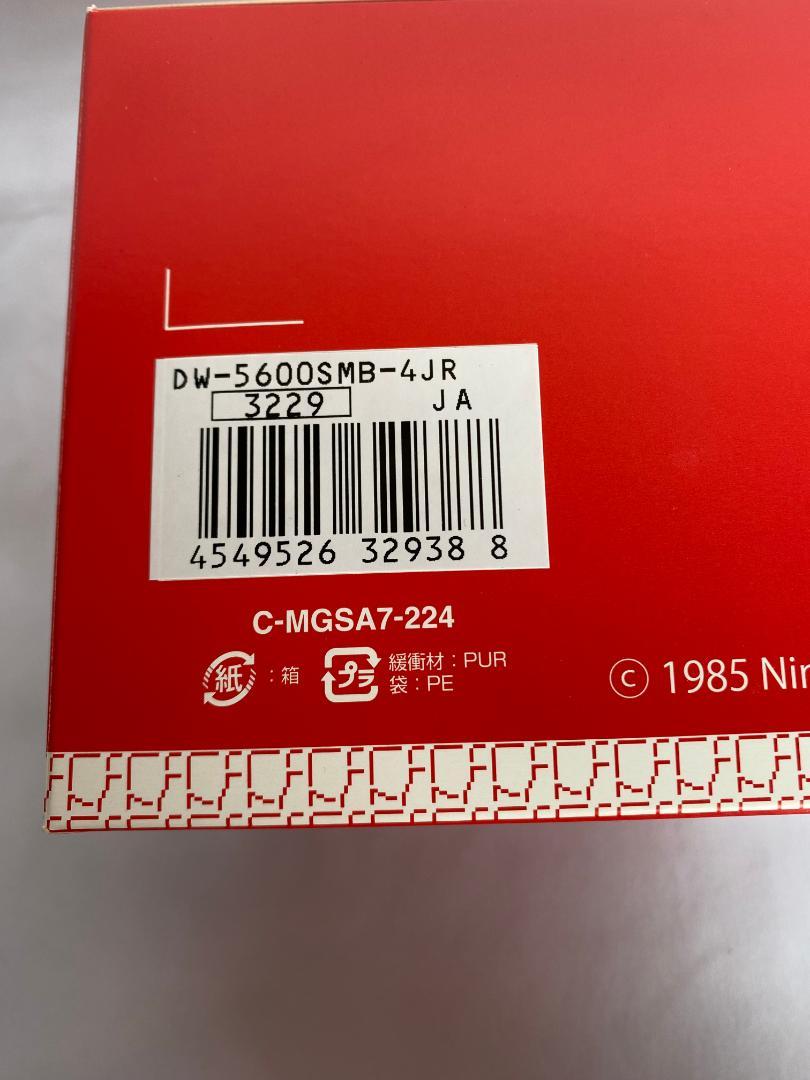 DW-5600SMB-4JR
3229 JA
4549526 32938 8
C-MGSA7-224
紙 : 箱
プラ 緩衝材 : PUR
袋 : PE
© 1985 Nin